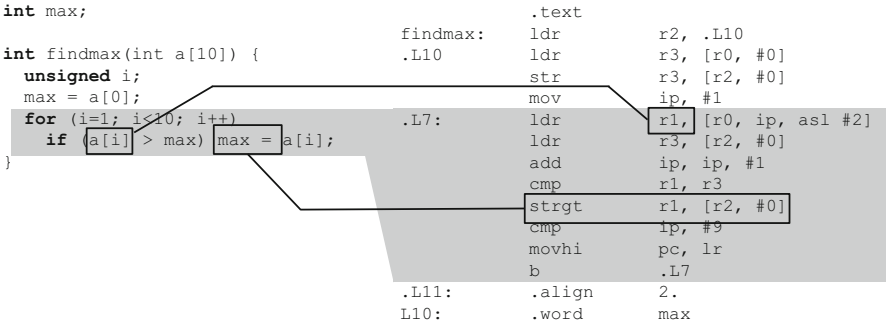 int max;
int findmax(int a[10]) {
unsigned i;
max = a[0];
for (i=1; i<10; i++)
if (a[i] > max) max = a[i];
}
.text
findmax: ldr r2, .L10
.L10 ldr r3, [r0, #0]
str r3, [r2, #0]
mov ip, #1
.L7: ldr r1, [r0, ip, asl #2]
ldr r3, [r2, #0]
add ip, ip, #1
cmp r1, r3
strgt r1, [r2, #0]
cmp ip, #9
movhi pc, lr
b .L7
.L11: .align 2.
L10: .word max